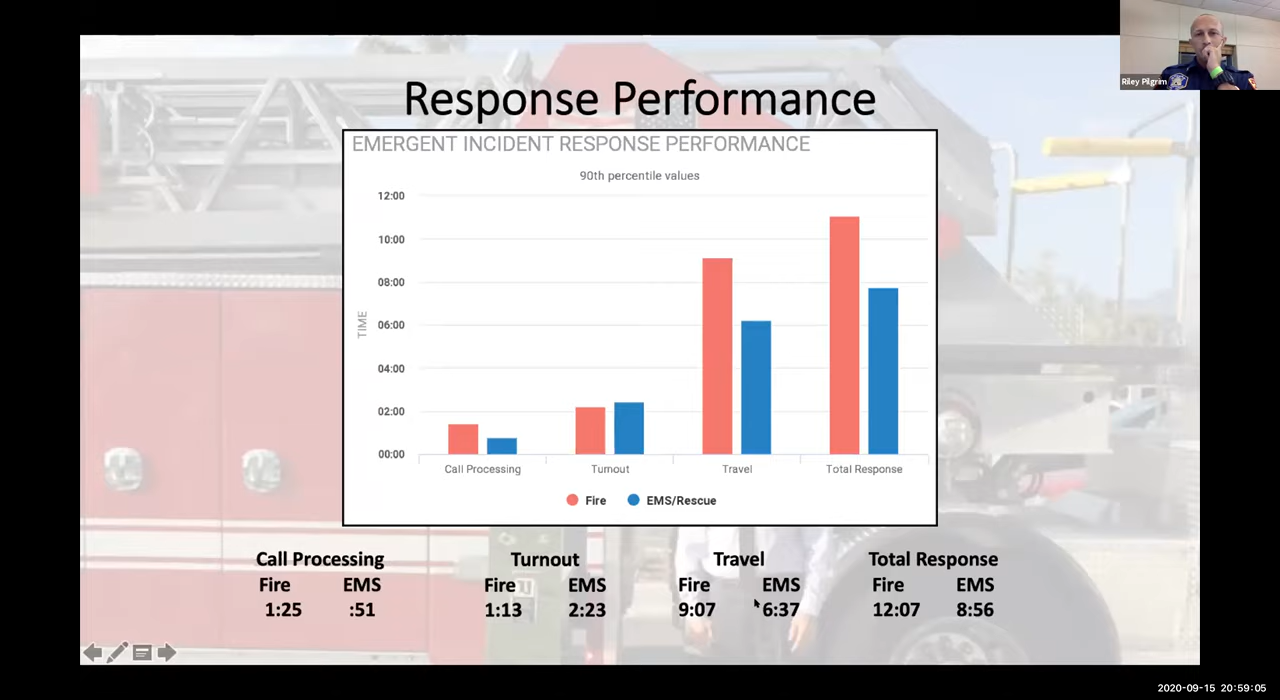 Riley Pilgrim
Response Performance
EMERGENT INCIDENT RESPONSE PERFORMANCE
90th percentile values
12:00
10:00
08:00
06:00
04:00
02:00
00:00
TIME
Call Processing Turnout Travel Total Response
Fire EMS/Rescue
Call Processing Turnout Travel Total Response
Fire EMS Fire EMS Fire EMS Fire EMS
1:25 :51 1:13 2:23 9:07 6:37 12:07 8:56
2020-09-15 20:59:05